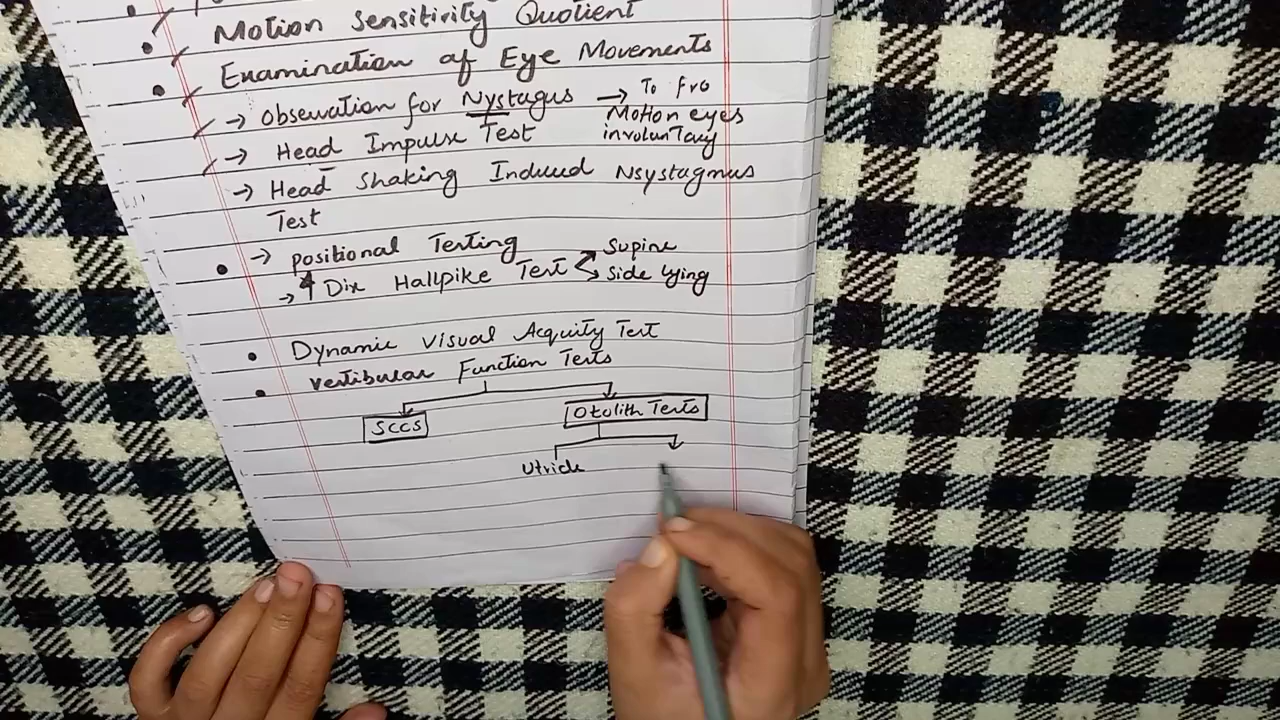 Motion Sensitivity Quotient
Examination of Eye Movements
→ Obsewation for Nystagus → To fro
Motion eyes
involuntary
→ Head Impulse Test
→ Head Shaking Induced Nsystagmus
Test
→ positional Testing
→ Dix Hallpike Test
Supine
Side lying
Dynamic Visual Acquity Test
Vestibular Function Tests
SCCS
Otolith Tests
Utricle